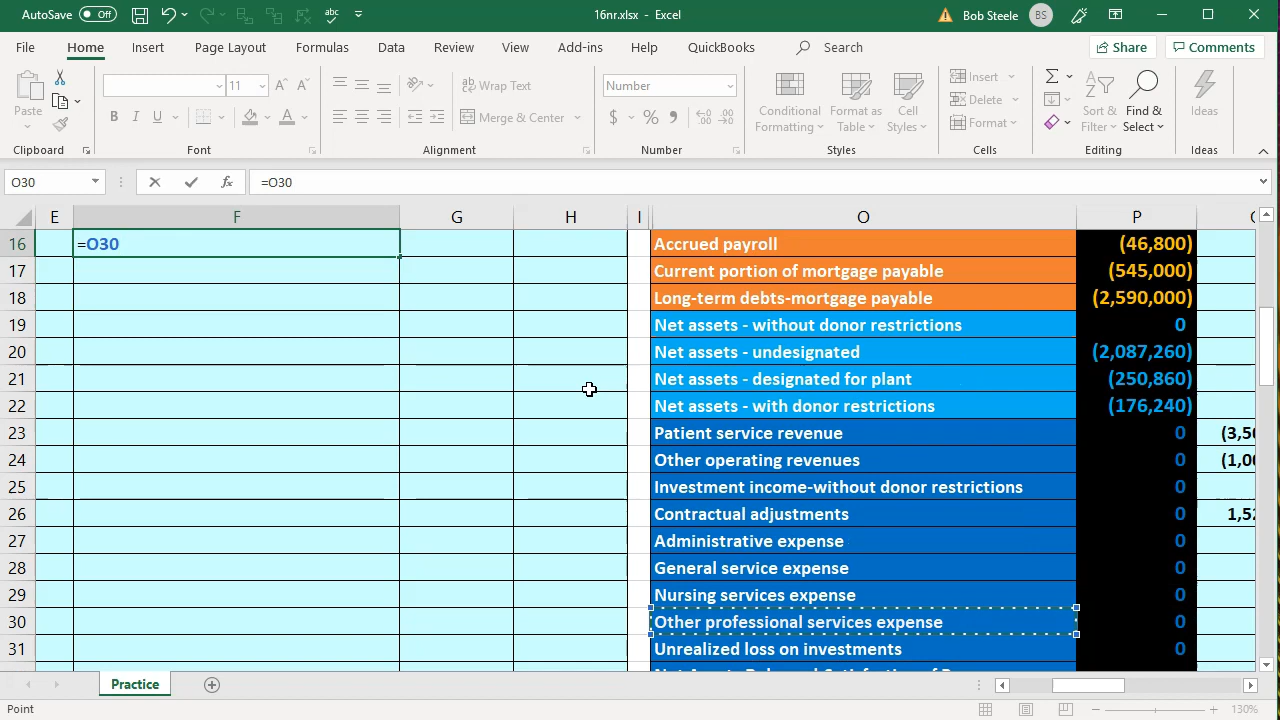 AutoSave Off 16nr.xlsx - Excel Bob Steele BS
File Home Insert Page Layout Formulas Data Review View Add-ins Help QuickBooks Search Share Comments
Paste 11 Wrap Text Merge & Center Number Conditional Formatting Format as Table Cell Styles Insert Delete Format Sort & Filter Find & Select Ideas
Clipboard Font Alignment Number Styles Cells Editing Ideas
O30 =O30
E F G H I O P
16 =O30 Accrued payroll (46,800)
17 Current portion of mortgage payable (545,000)
18 Long-term debts-mortgage payable (2,590,000)
19 Net assets - without donor restrictions 0
20 Net assets - undesignated (2,087,260)
21 Net assets - designated for plant (250,860)
22 Net assets - with donor restrictions (176,240)
23 Patient service revenue 0 (3,50
24 Other operating revenues 0 (1,00
25 Investment income-without donor restrictions 0
26 Contractual adjustments 0 1,52
27 Administrative expense 0
28 General service expense 0
29 Nursing services expense 0
30 Other professional services expense 0
31 Unrealized loss on investments 0
Practice
Point 130%